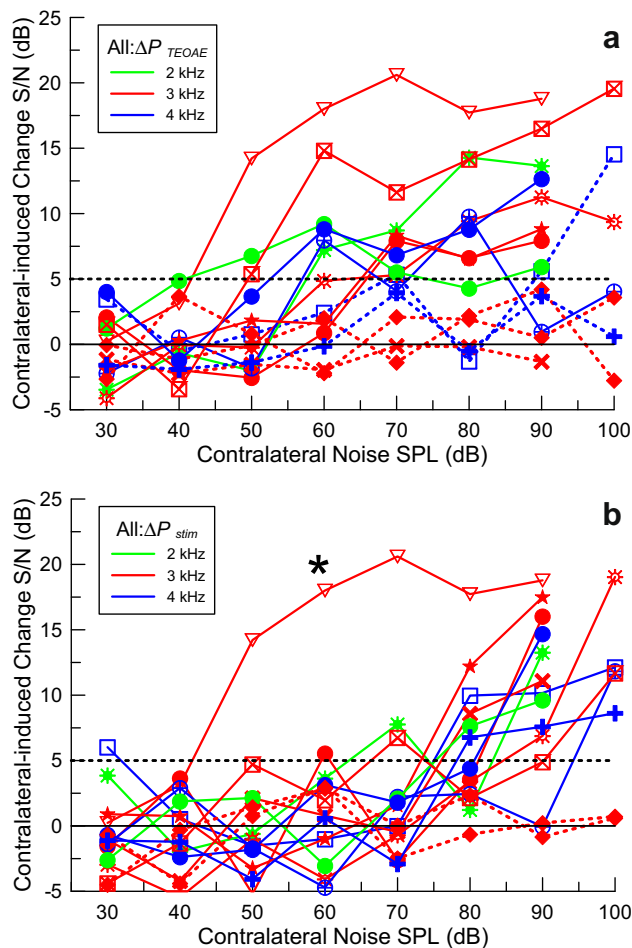 a
All:ΔP TEOAE
2 kHz
3 kHz
4 kHz
Contralateral-induced Change S/N (dB)
25
20
15
10
5
0
-5
30 40 50 60 70 80 90 100
Contralateral Noise SPL (dB)
b
All:ΔP stim
2 kHz
3 kHz
4 kHz
*
Contralateral-induced Change S/N (dB)
25
20
15
10
5
0
-5
30 40 50 60 70 80 90 100
Contralateral Noise SPL (dB)